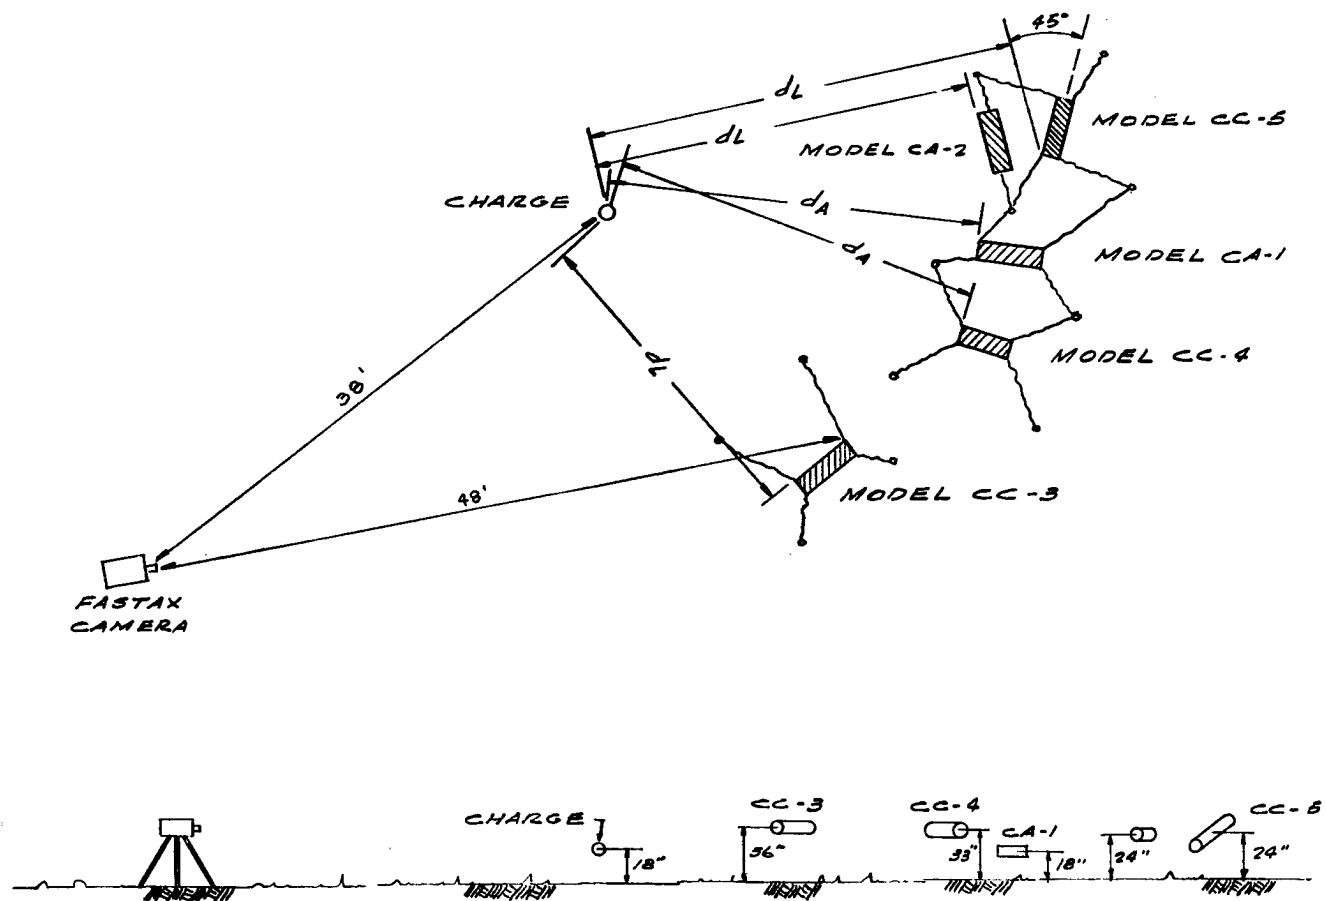 45°
dL
dL
MODEL CC-5
MODEL CA-2
CHARGE
dA
dA
MODEL CA-1
dL
MODEL CC-4
38'
48'
MODEL CC-3
FASTAX
CAMERA
CHARGE
18"
CC-3
36"
CC-4
33"
CA-1
18"
24"
CC-5
24"